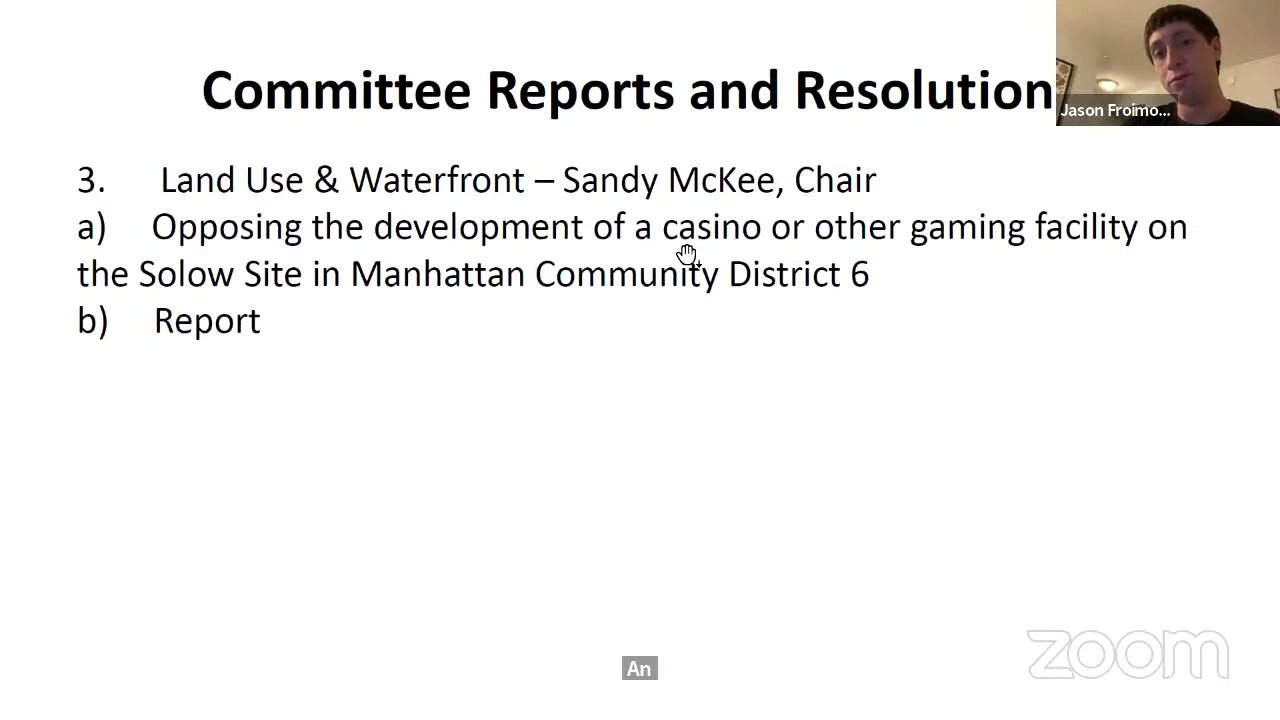 Committee Reports and Resolution
Jason Froimo...
3. Land Use & Waterfront – Sandy McKee, Chair
a) Opposing the development of a casino or other gaming facility on
the Solow Site in Manhattan Community District 6
b) Report
An
zoom